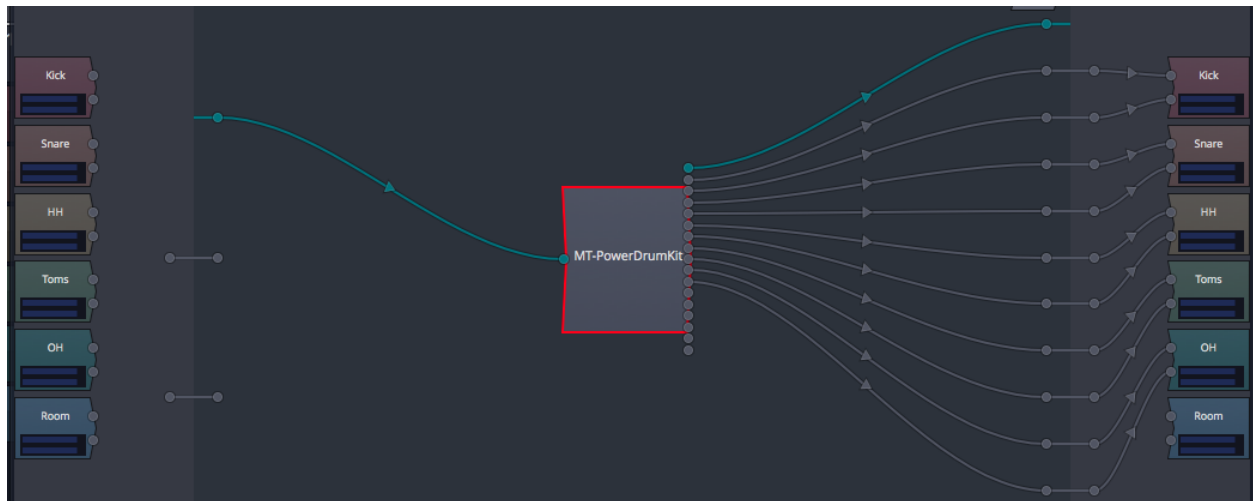 Kick
Snare
HH
Toms
OH
Room
MT-PowerDrumKit
Kick
Snare
HH
Toms
OH
Room